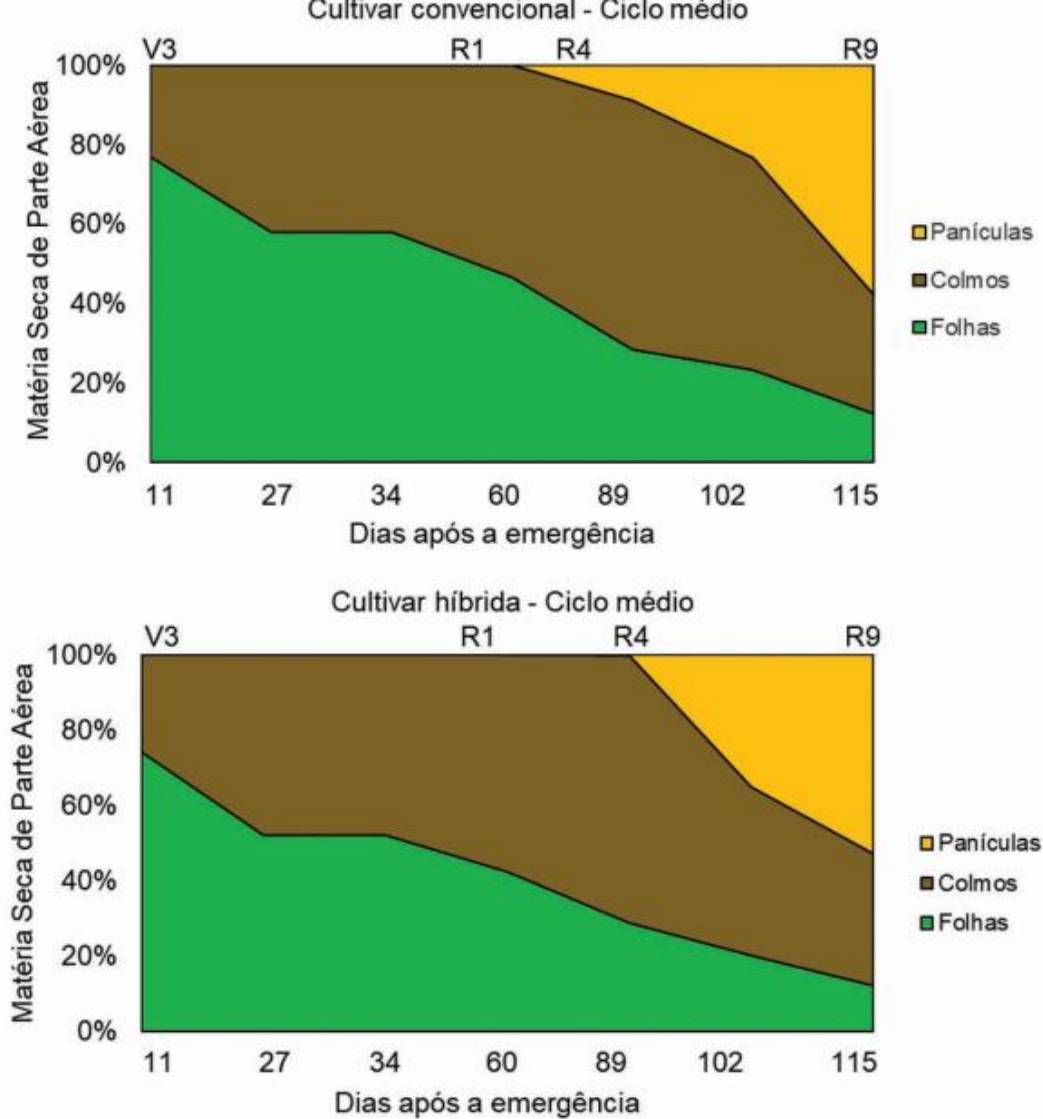 Cultivar convencional - Ciclo médio
V3 R1 R4 R9
Matéria Seca de Parte Aérea
100%
80%
60%
40%
20%
0%
Panículas
Colmos
Folhas
11 27 34 60 89 102 115
Dias após a emergência
Cultivar híbrida - Ciclo médio
V3 R1 R4 R9
Matéria Seca de Parte Aérea
100%
80%
60%
40%
20%
0%
Panículas
Colmos
Folhas
11 27 34 60 89 102 115
Dias após a emergência